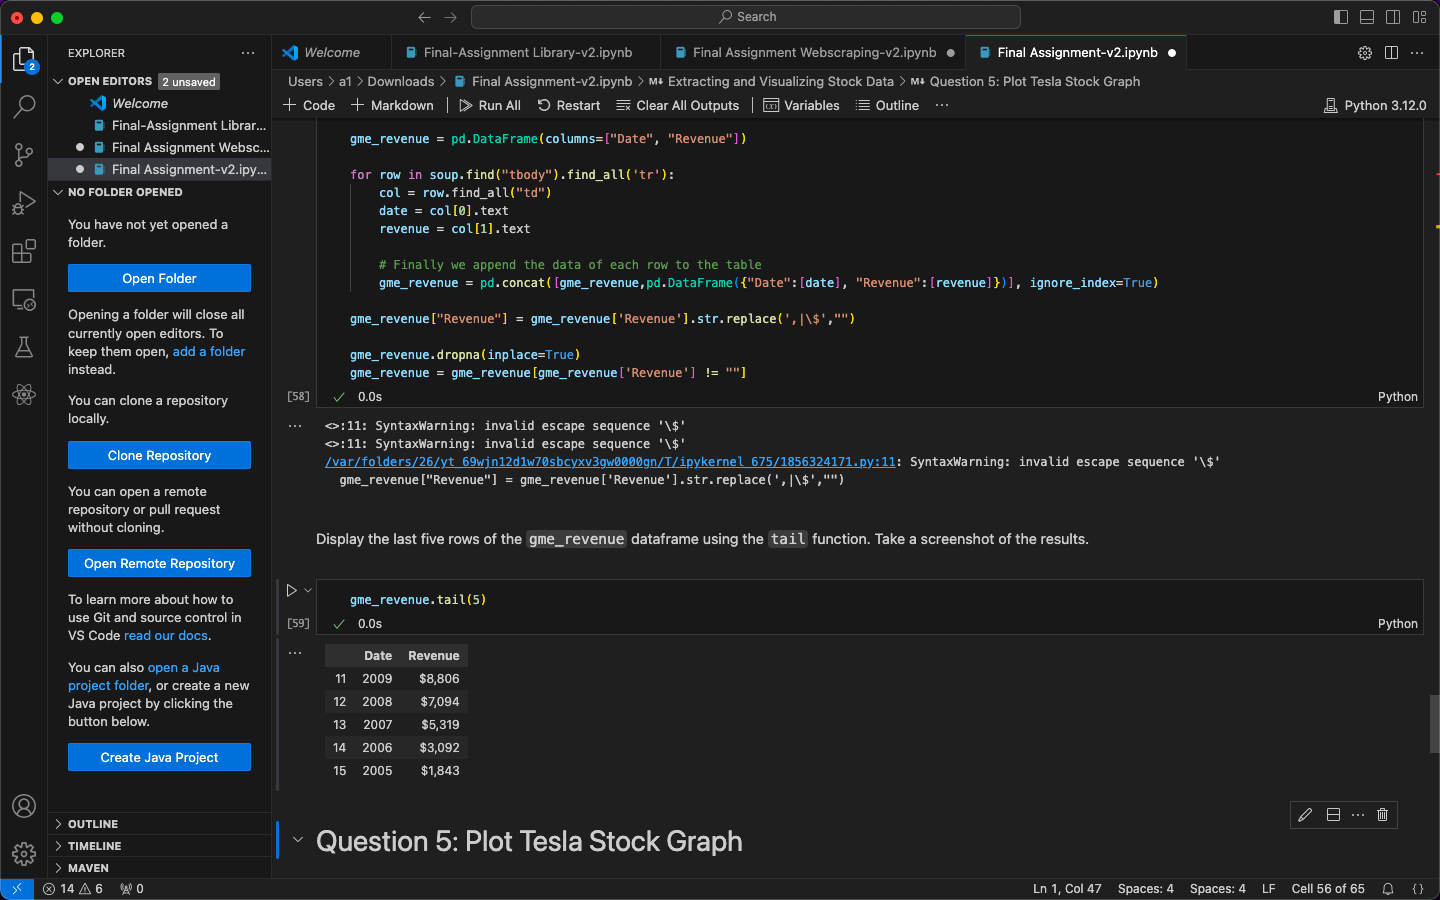 Search
EXPLORER
OPEN EDITORS 2 unsaved
Welcome
Final-Assignment Librar...
Final Assignment Websc...
Final Assignment-v2.ipy...
NO FOLDER OPENED
You have not yet opened a
folder.
Open Folder
Opening a folder will close all
currently open editors. To
keep them open, add a folder
instead.
You can clone a repository
locally.
Clone Repository
You can open a remote
repository or pull request
without cloning.
Open Remote Repository
To learn more about how to
use Git and source control in
VS Code read our docs.
You can also open a Java
project folder, or create a new
Java project by clicking the
button below.
Create Java Project
OUTLINE
TIMELINE
MAVEN
2
Welcome Final-Assignment Library-v2.ipynb Final Assignment Webscraping-v2.ipynb Final Assignment-v2.ipynb
Users > a1 > Downloads > Final Assignment-v2.ipynb > M↓ Extracting and Visualizing Stock Data > M↓ Question 5: Plot Tesla Stock Graph
+ Code + Markdown Run All Restart Clear All Outputs Variables Outline ... Python 3.12.0
gme_revenue = pd.DataFrame(columns=["Date", "Revenue"])
for row in soup.find("tbody").find_all('tr'):
col = row.find_all("td")
date = col[0].text
revenue = col[1].text
# Finally we append the data of each row to the table
gme_revenue = pd.concat([gme_revenue,pd.DataFrame({"Date":[date], "Revenue":[revenue]})], ignore_index=True)
gme_revenue["Revenue"] = gme_revenue['Revenue'].str.replace(',|\$',"")
gme_revenue.dropna(inplace=True)
gme_revenue = gme_revenue[gme_revenue['Revenue'] != ""]
[58] 0.0s Python
<>:11: SyntaxWarning: invalid escape sequence '\$'
<>:11: SyntaxWarning: invalid escape sequence '\$'
/var/folders/26/yt_69wjn12d1w70sbcyxv3gw0000gn/T/ipykernel_675/1856324171.py:11: SyntaxWarning: invalid escape sequence '\$'
gme_revenue["Revenue"] = gme_revenue['Revenue'].str.replace(',|\$',"")
Display the last five rows of the gme_revenue dataframe using the tail function. Take a screenshot of the results.
gme_revenue.tail(5)
[59] 0.0s Python
Date Revenue
11 2009 $8,806
12 2008 $7,094
13 2007 $5,319
14 2006 $3,092
15 2005 $1,843
Question 5: Plot Tesla Stock Graph
14 6 0 Ln 1, Col 47 Spaces: 4 Spaces: 4 LF Cell 56 of 65 {}